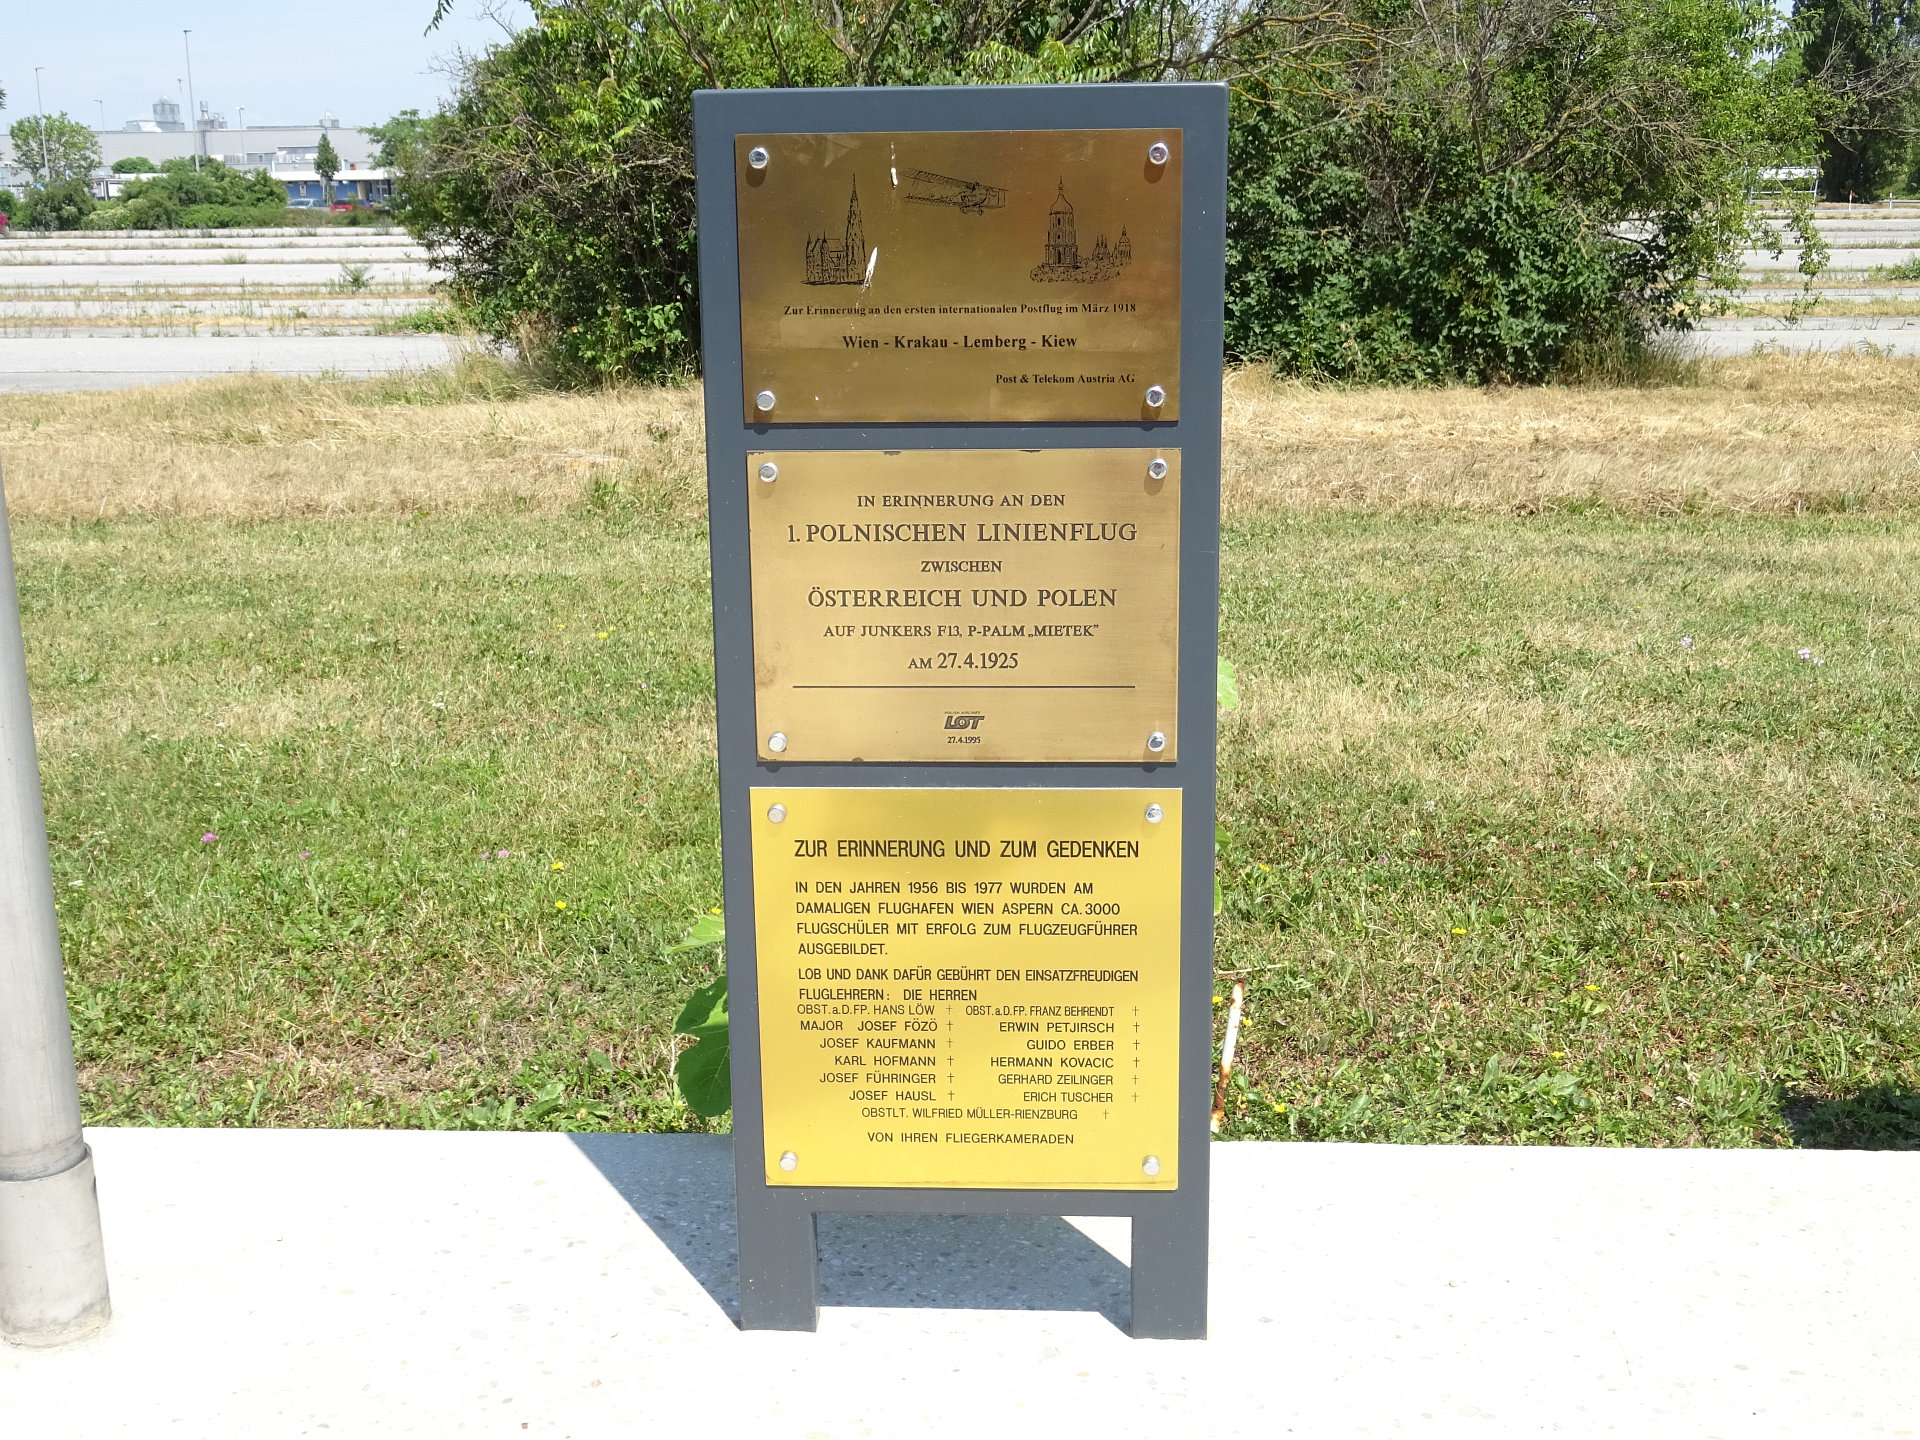 Zur Erinnerung an den ersten internationalen Postflug im März 1918
Wien - Krakau - Lemberg - Kiew
Post & Telekom Austria AG
IN ERINNERUNG AN DEN
1. POLNISCHEN LINIENFLUG
ZWISCHEN
ÖSTERREICH UND POLEN
AUF JUNKERS F13, P-PALM „MIETEK”
AM 27.4.1925
POLISH AIRLINES
LOT
27.4.1995
ZUR ERINNERUNG UND ZUM GEDENKEN
IN DEN JAHREN 1956 BIS 1977 WURDEN AM
DAMALIGEN FLUGHAFEN WIEN ASPERN CA. 3000
FLUGSCHÜLER MIT ERFOLG ZUM FLUGZEUGFÜHRER
AUSGEBILDET.
LOB UND DANK DAFÜR GEBÜHRT DEN EINSATZFREUDIGEN
FLUGLEHRERN: DIE HERREN
OBST. a.D. FP. HANS LÖW † OBST. a.D. FP. FRANZ BEHRENDT †
MAJOR JOSEF FÖZÖ † ERWIN PETJIRSCH †
JOSEF KAUFMANN † GUIDO ERBER †
KARL HOFMANN † HERMANN KOVACIC †
JOSEF FÜHRINGER † GERHARD ZEILINGER †
JOSEF HAUSL † ERICH TUSCHER †
OBSTLT. WILFRIED MÜLLER-RIENZBURG †
VON IHREN FLIEGERKAMERADEN